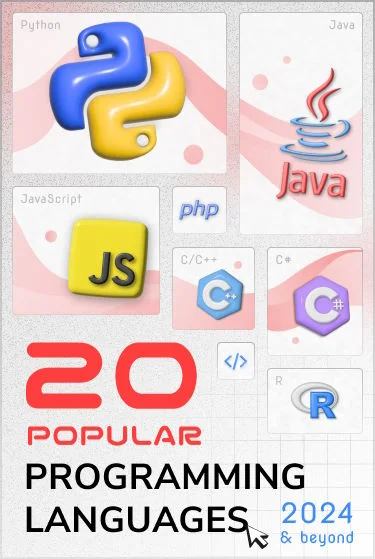 Python
Java
Java
JavaScript
JS
php
C/C++
C++
C#
C#
</>
R
R
20
POPULAR
PROGRAMMING
LANGUAGES
2024
& beyond